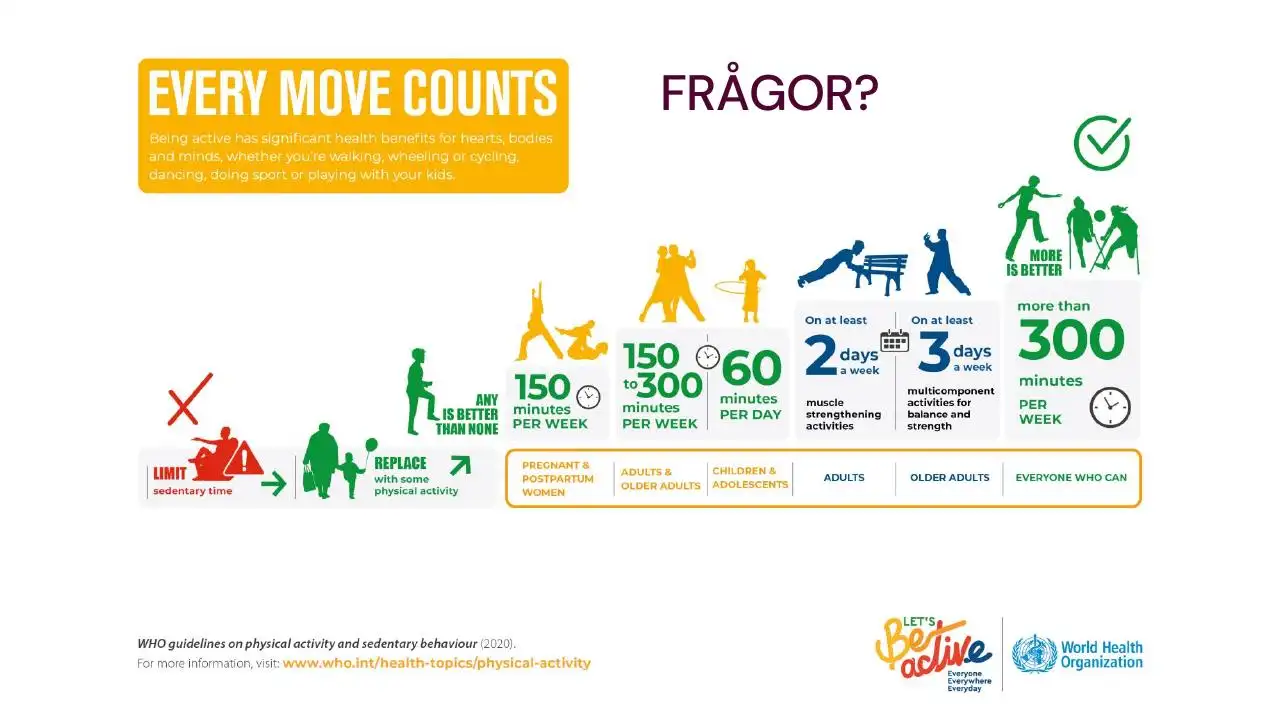 EVERY MOVE COUNTS
Being active has significant health benefits for hearts, bodies
and minds, whether you're walking, wheeling or cycling,
dancing, doing sport or playing with your kids.
FRÅGOR?
LIMIT
sedentary time
REPLACE
with some
physical activity
ANY
IS BETTER
THAN NONE
150
minutes
PER WEEK
PREGNANT &
POSTPARTUM
WOMEN
150
to300
minutes
PER WEEK
ADULTS &
OLDER ADULTS
60
minutes
PER DAY
CHILDREN &
ADOLESCENTS
On at least
2 days
a week
muscle
strengthening
activities
ADULTS
On at least
3 days
a week
multicomponent
activities for
balance and
strength
OLDER ADULTS
MORE
IS BETTER
more than
300
minutes
PER
WEEK
EVERYONE WHO CAN
WHO guidelines on physical activity and sedentary behaviour (2020).
For more information, visit: www.who.int/health-topics/physical-activity
LET'S
Be
active
Everyone
Everywhere
Everyday
World Health
Organization